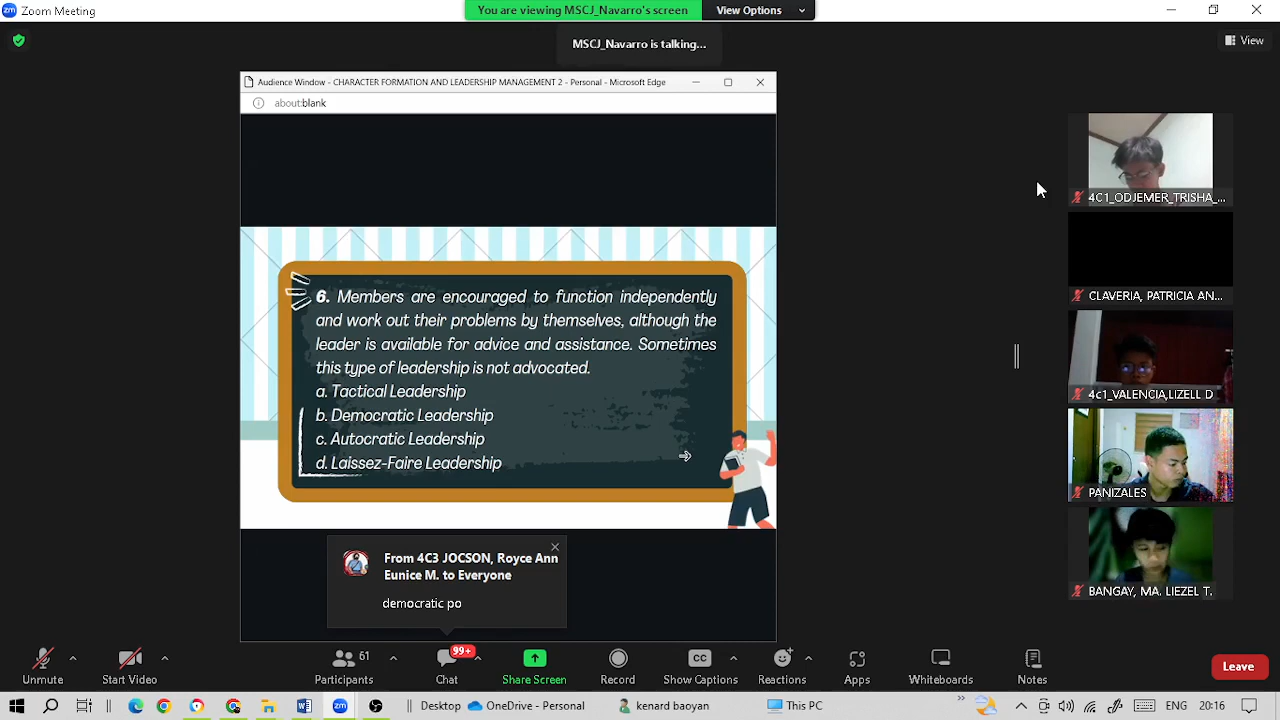 Zoom Meeting
You are viewing MSCJ_Navarro's screen
View Options
MSCJ_Navarro is talking...
View
Audience Window - CHARACTER FORMATION AND LEADERSHIP MANAGEMENT 2 - Personal - Microsoft Edge
about:blank
6. Members are encouraged to function independently
and work out their problems by themselves, although the
leader is available for advice and assistance. Sometimes
this type of leadership is not advocated.
a. Tactical Leadership
b. Democratic Leadership
c. Autocratic Leadership
d. Laissez-Faire Leadership
From 4C3 JOCSON, Royce Ann
Eunice M. to Everyone
democratic po
4C1_ODJEMER_TRISHA_...
CLAVERIA, PATRICIA AN...
4c1_VALENCIA,LIZELL D
PANIZALES
BANGAY, MA. LIEZEL T.
Unmute
Start Video
61
Participants
99+
Chat
Share Screen
Record
CC
Show Captions
Reactions
Apps
Whiteboards
Notes
Leave
Desktop
OneDrive - Personal
kenard baoyan
This PC
ENG
20:16